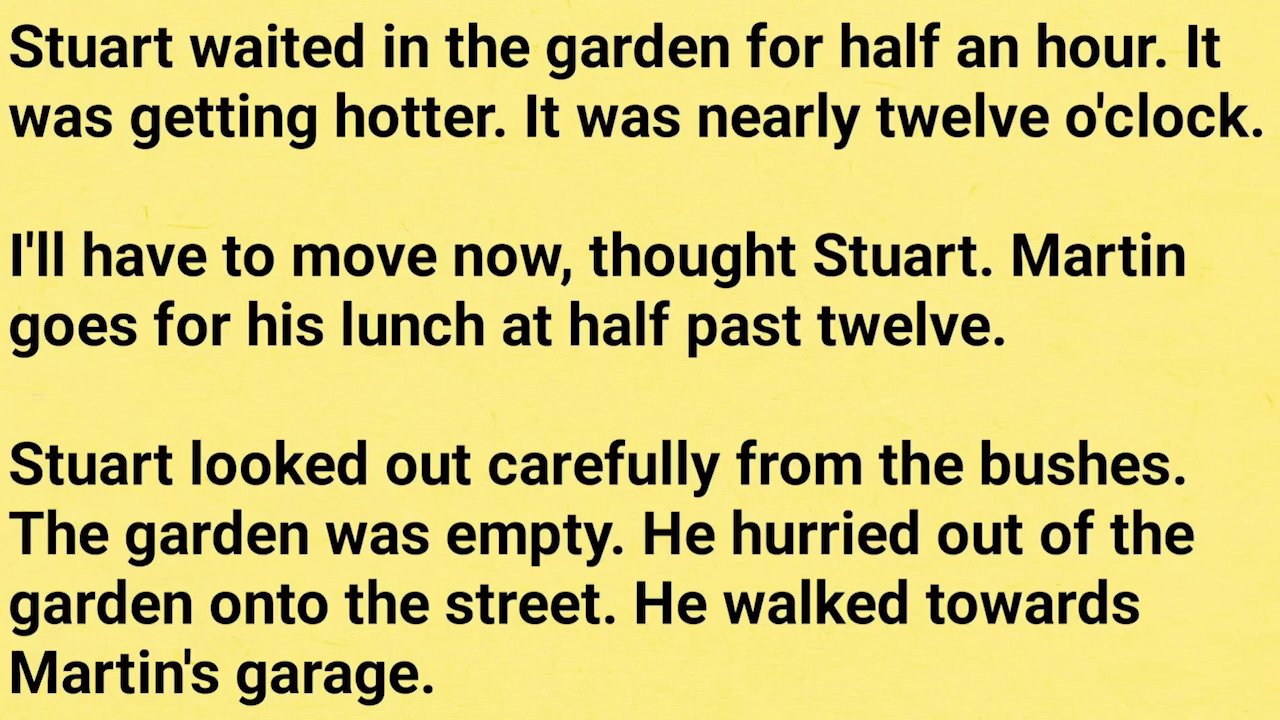 Stuart waited in the garden for half an hour. It
was getting hotter. It was nearly twelve o'clock.
I'll have to move now, thought Stuart. Martin
goes for his lunch at half past twelve.
Stuart looked out carefully from the bushes.
The garden was empty. He hurried out of the
garden onto the street. He walked towards
Martin's garage.